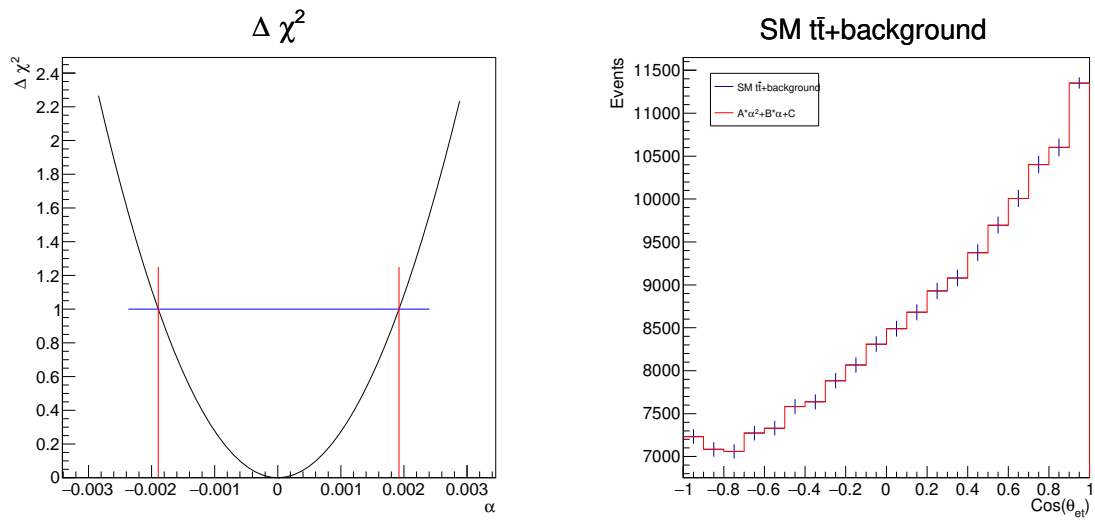 Δ χ²
Δ χ²
2.4
2.2
2
1.8
1.6
1.4
1.2
1
0.8
0.6
0.4
0.2
0
−0.003 −0.002 −0.001 0 0.001 0.002 0.003
α
SM tt̄+background
Events
SM tt̄+background
A*α²+B*α+C
11500
11000
10500
10000
9500
9000
8500
8000
7500
7000
−1 −0.8 −0.6 −0.4 −0.2 0 0.2 0.4 0.6 0.8 1
Cos(θ_et)